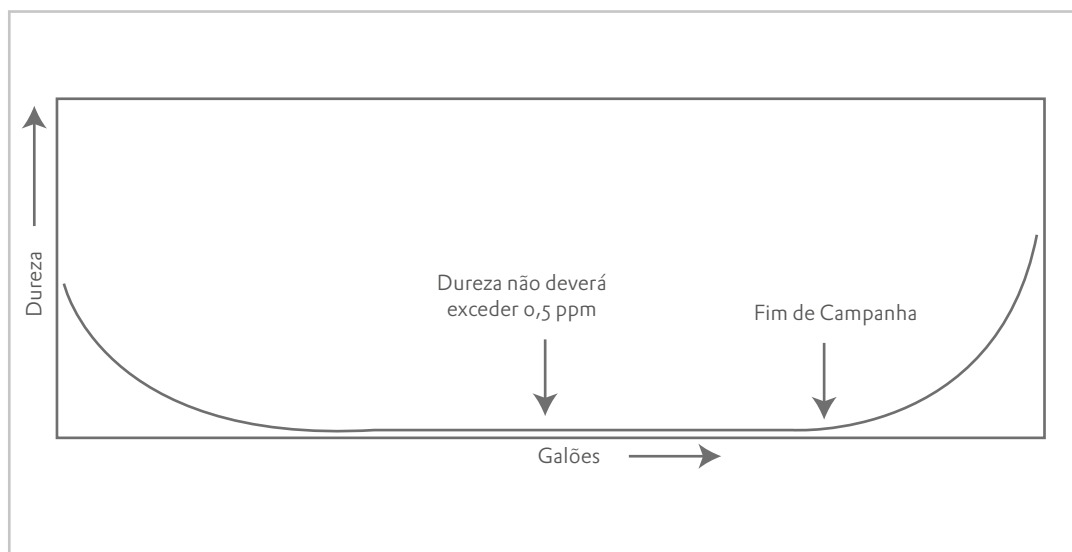 Dureza
Dureza não deverá
exceder 0,5 ppm
Fim de Campanha
Galões